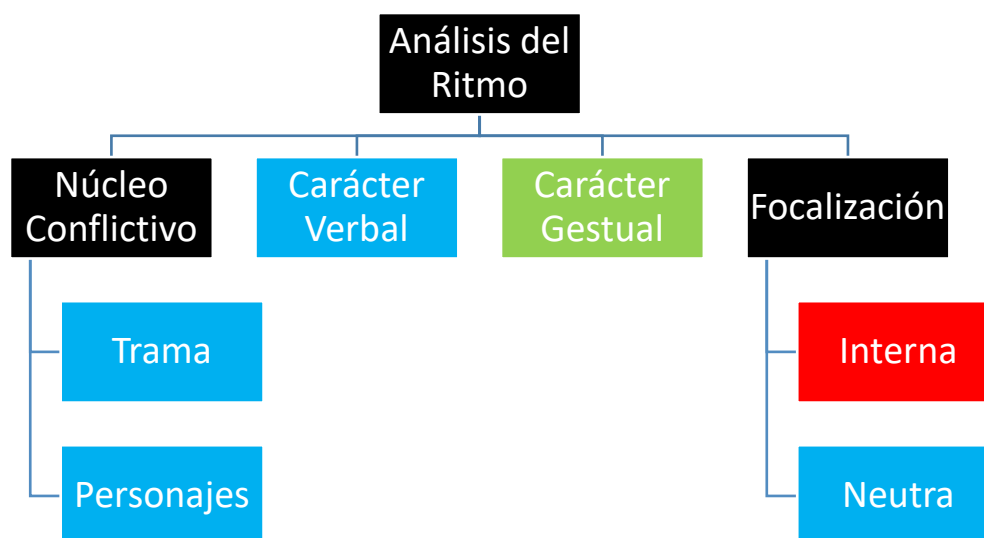 Análisis del
Ritmo
Núcleo
Conflictivo
Carácter
Verbal
Carácter
Gestual
Focalización
Trama
Personajes
Interna
Neutra